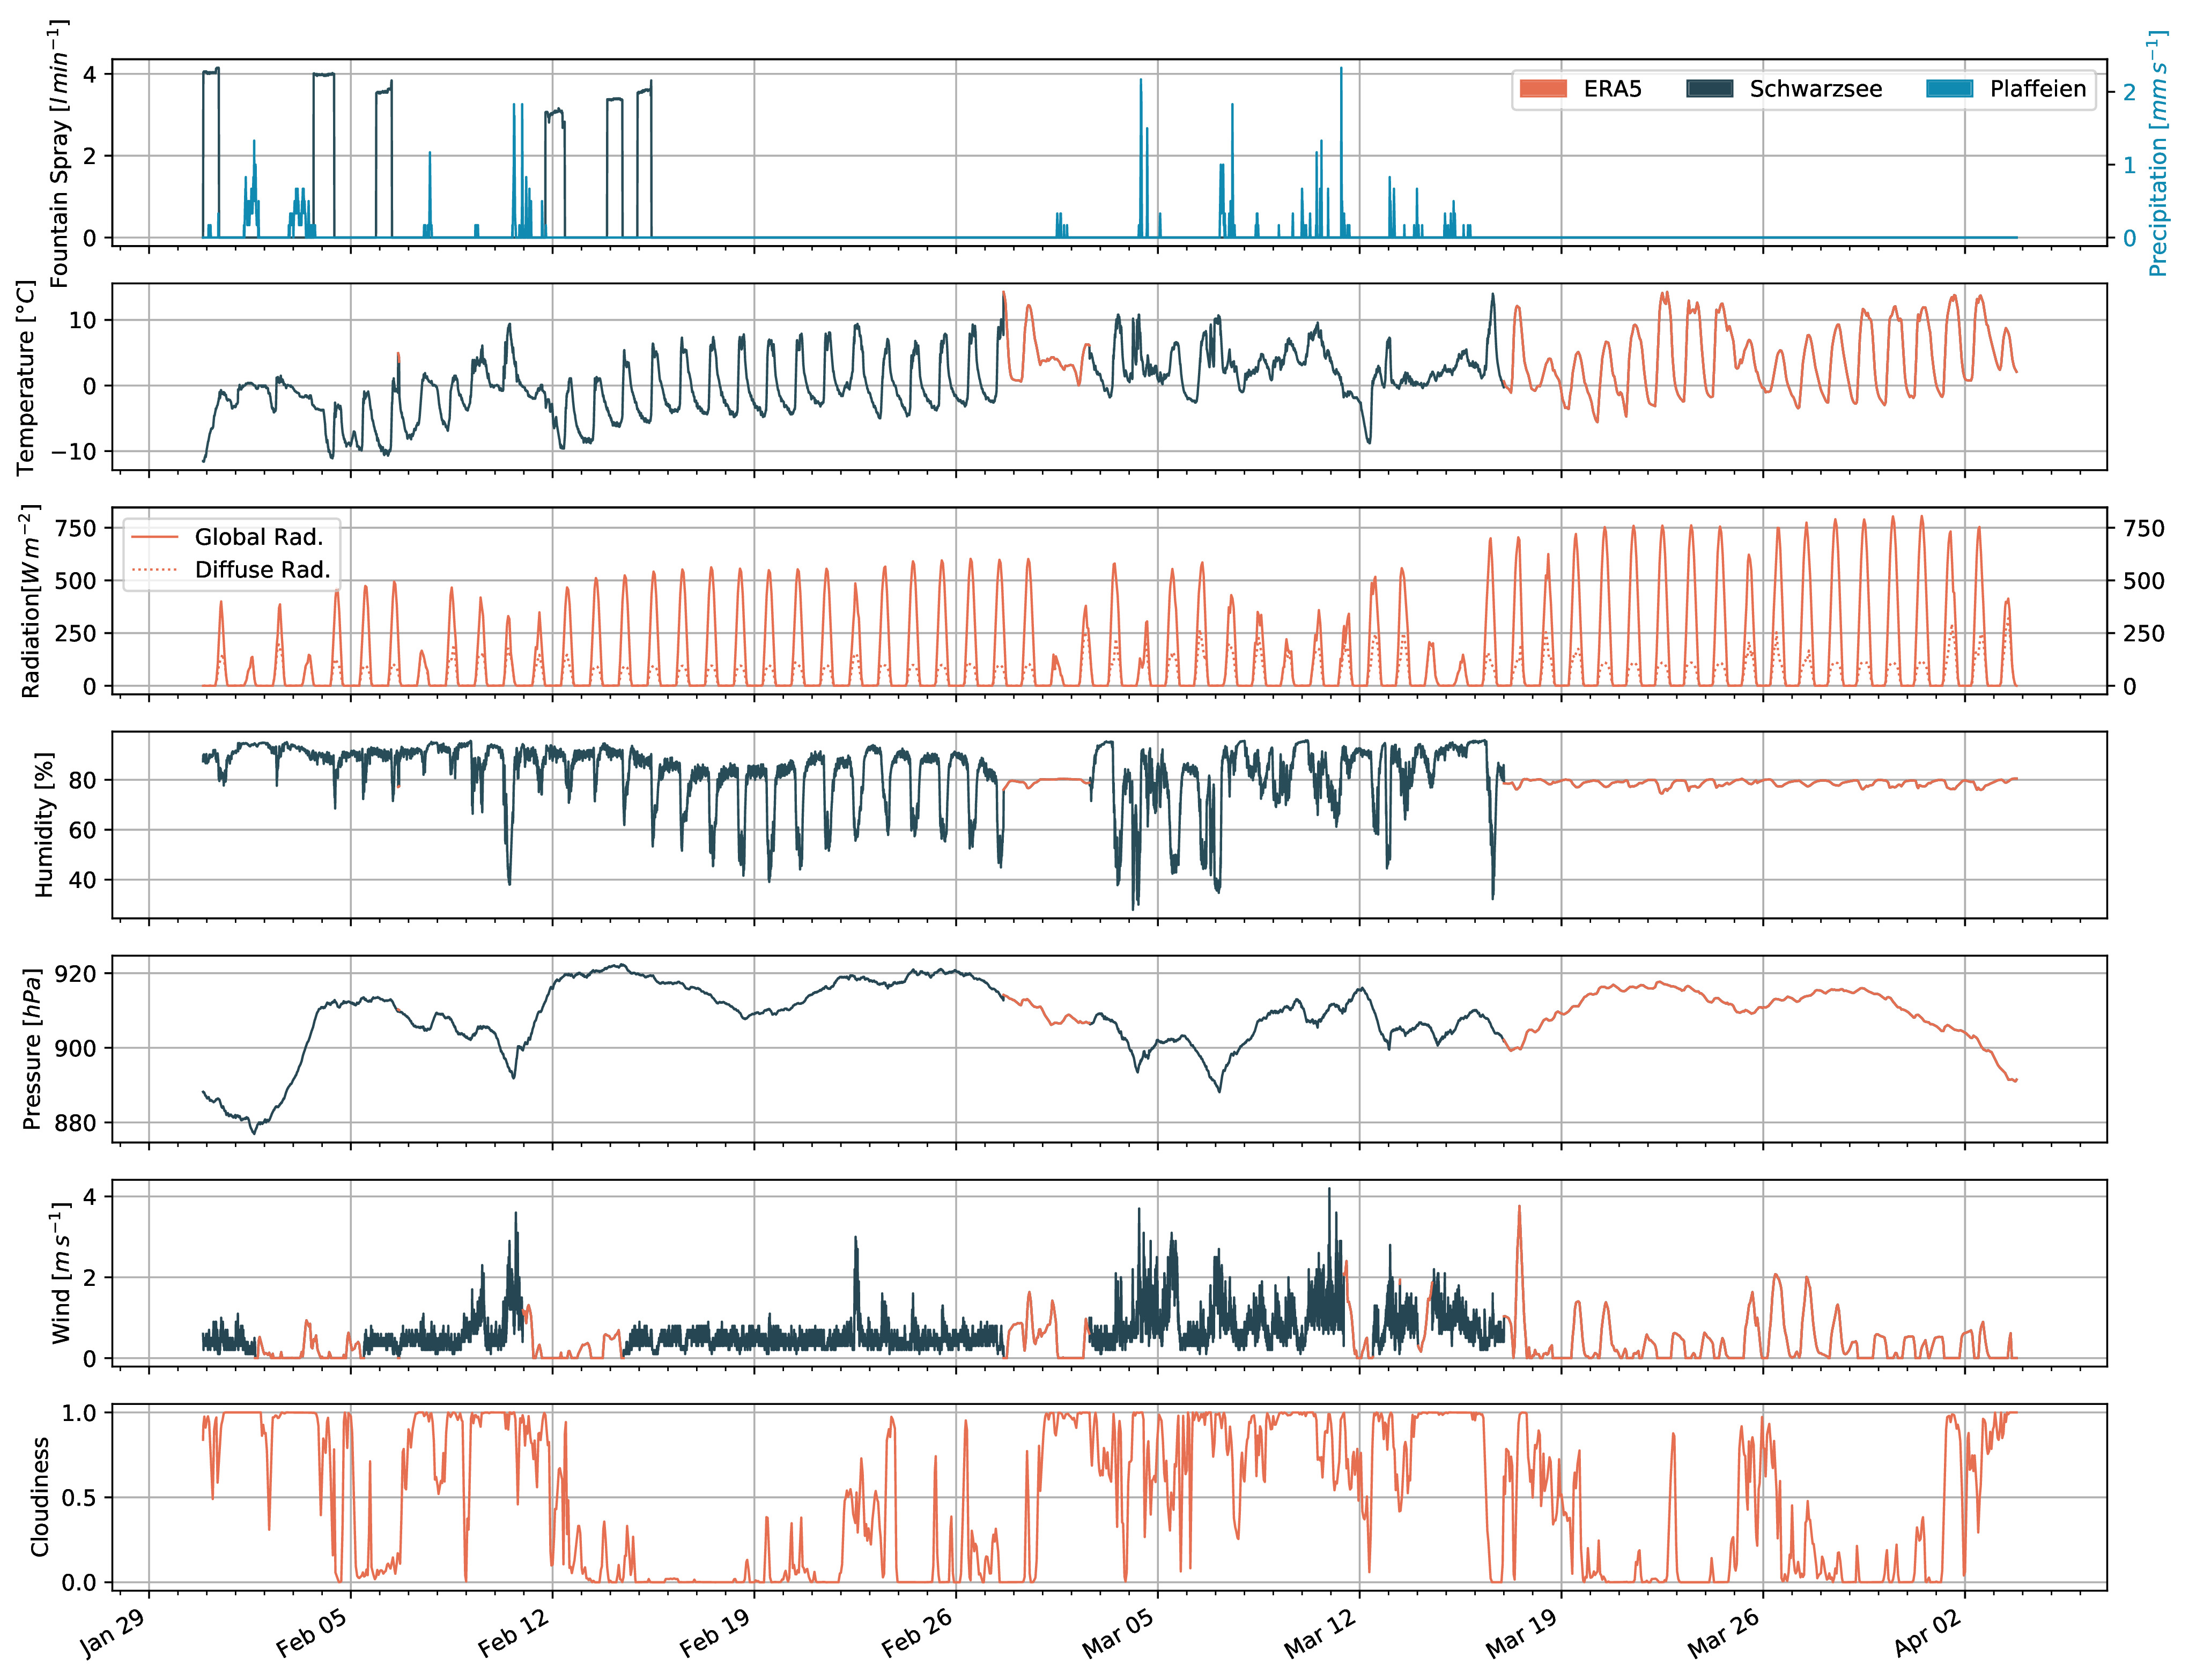 Fountain Spray [l min−1]
4
2
0
ERA5 Schwarzsee Plaffeien
2
1
0
Precipitation [mm s−1]
Temperature [°C]
10
0
−10
Radiation[W m−2]
750
500
250
0
Global Rad.
Diffuse Rad.
750
500
250
0
Humidity [%]
80
60
40
Pressure [hPa]
920
900
880
Wind [m s−1]
4
2
0
Cloudiness
1.0
0.5
0.0
Jan 29 Feb 05 Feb 12 Feb 19 Feb 26 Mar 05 Mar 12 Mar 19 Mar 26 Apr 02